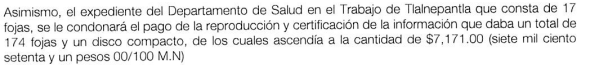 Asimismo, el expediente del Departamento de Salud en el Trabajo de Tlalnepantla que consta de 17
fojas, se le condonará el pago de la reproducción y certificación de la información que daba un total de
174 fojas y un disco compacto, de los cuales ascendía a la cantidad de $7,171.00 (siete mil ciento
setenta y un pesos 00/100 M.N)